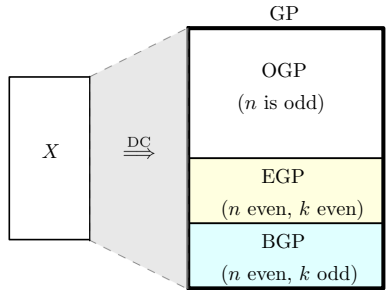 GP
OGP
(n is odd)
X
DC
⟹
EGP
(n even, k even)
BGP
(n even, k odd)